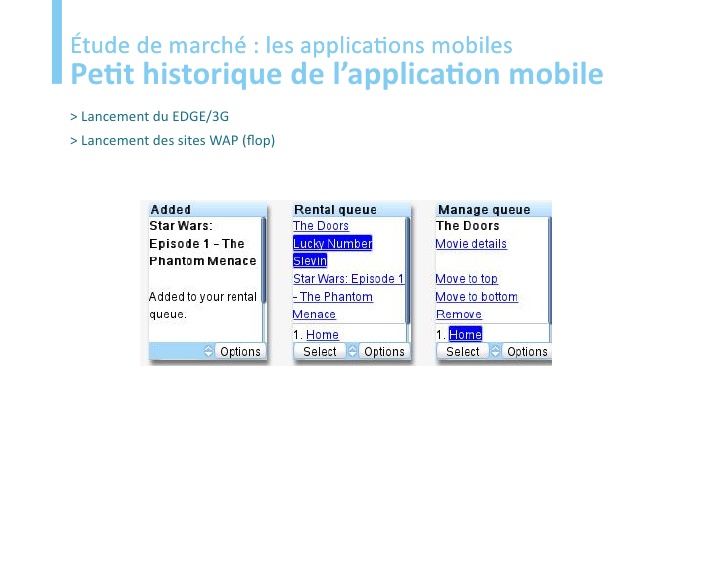 Étude de marché : les applications mobiles
Petit historique de l'application mobile
> Lancement du EDGE/3G
> Lancement des sites WAP (flop)
Added
Star Wars:
Episode 1 - The
Phantom Menace
Added to your rental
queue.
Options
Rental queue
The Doors
Lucky Number
Slevin
Star Wars: Episode 1
- The Phantom
Menace
1. Home
Select Options
Manage queue
The Doors
Movie details
Move to top
Move to bottom
Remove
1. Home
Select Options